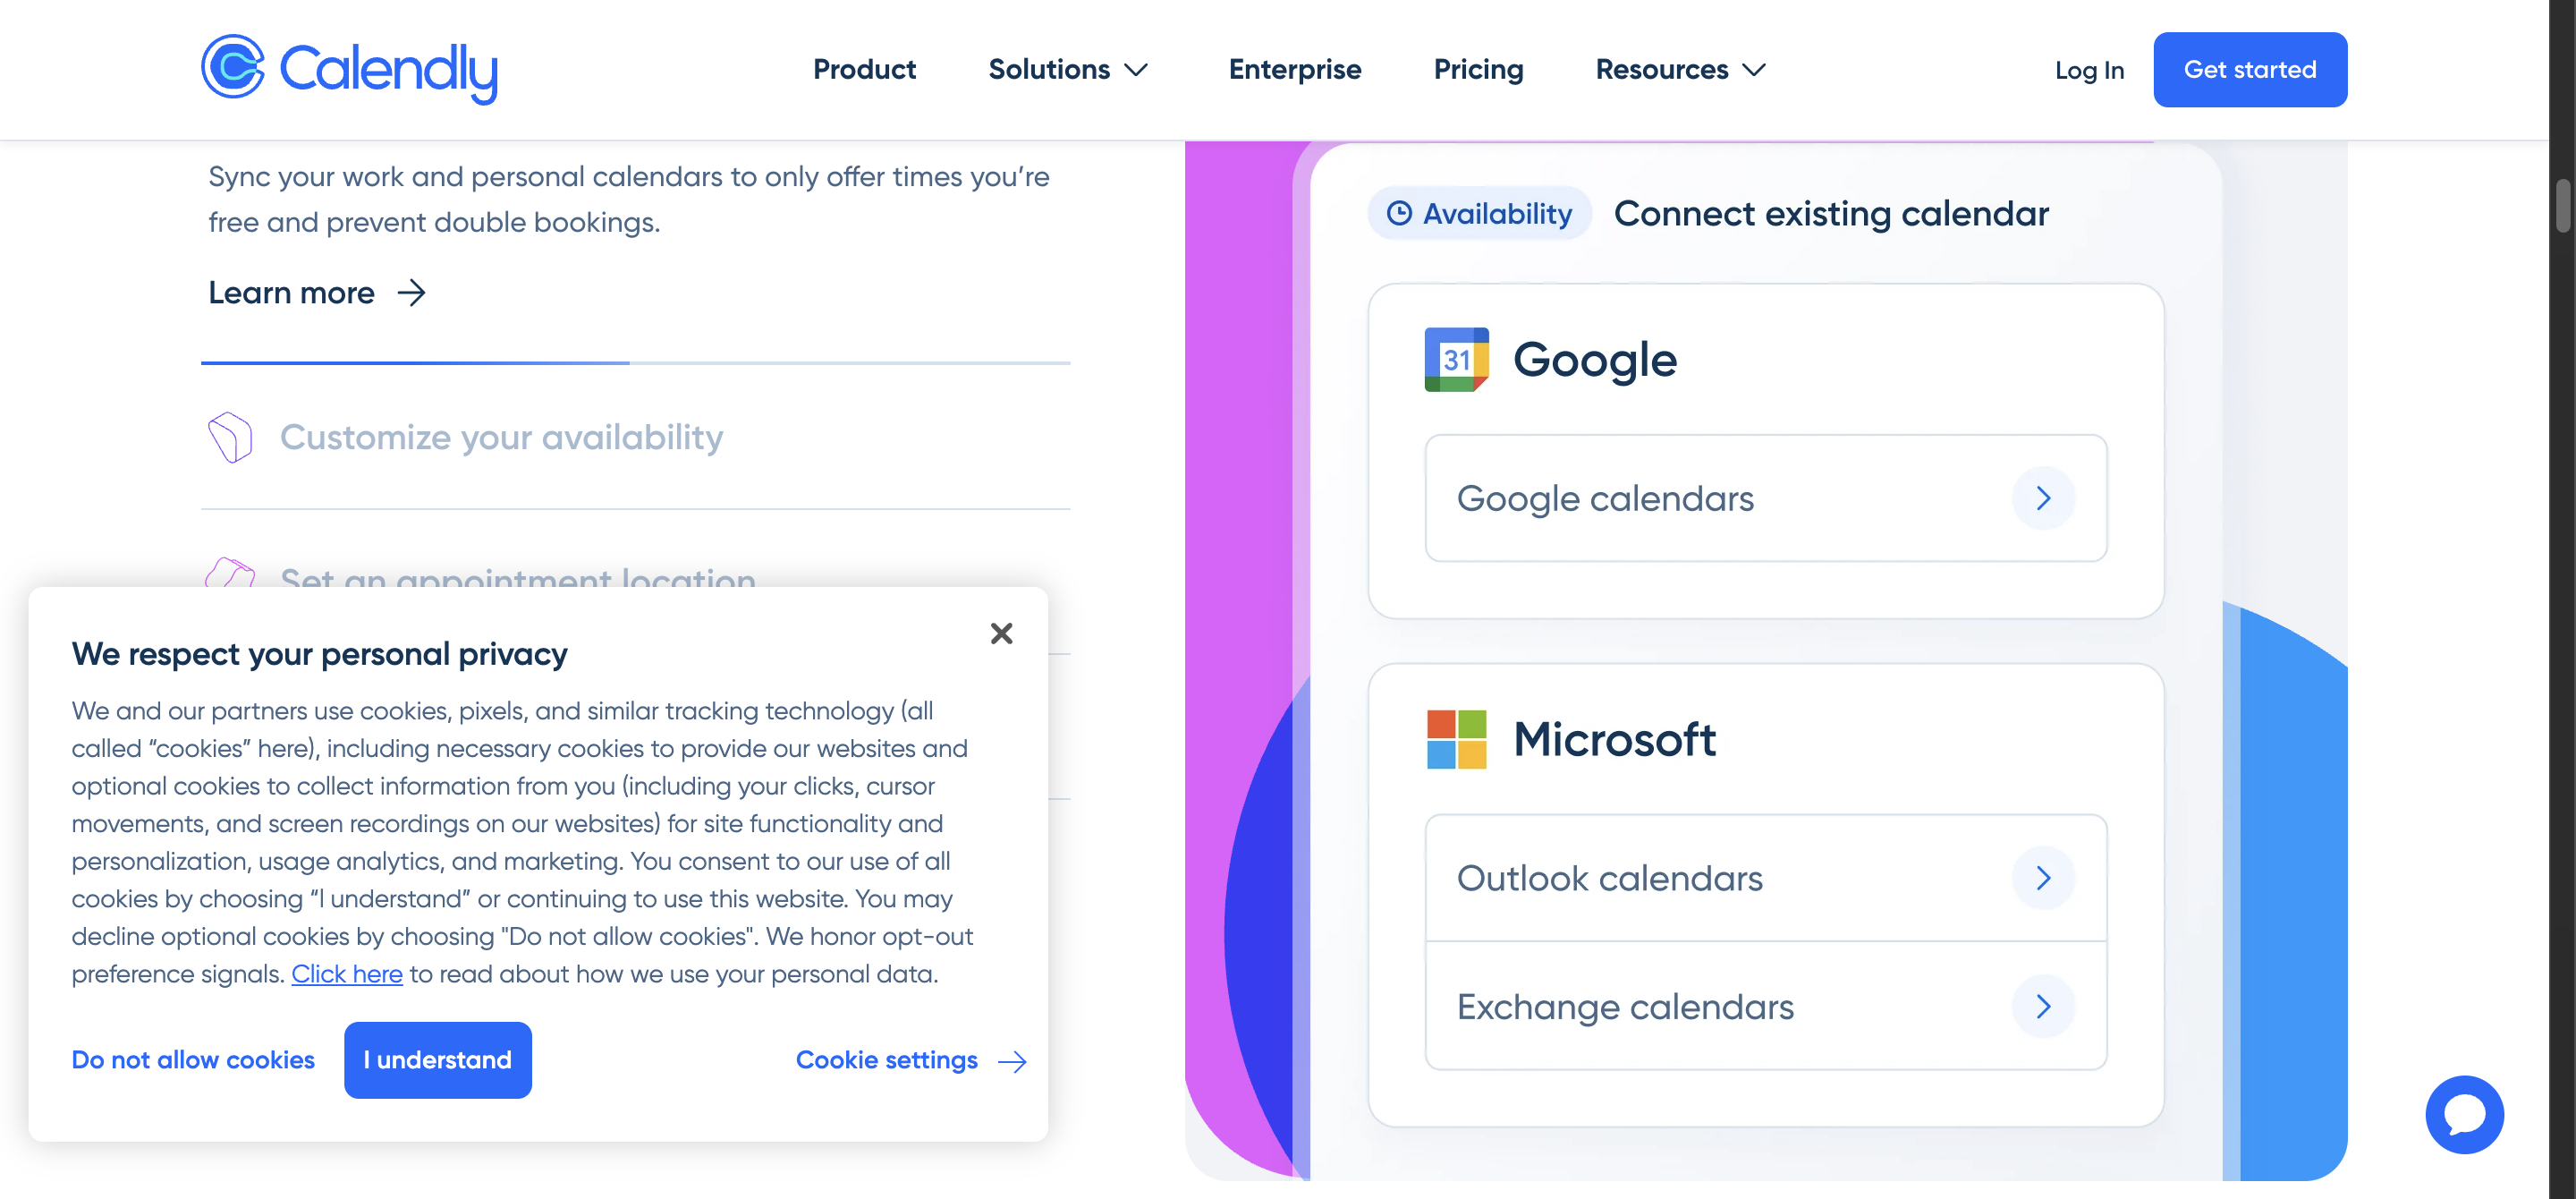 Calendly
Product
Solutions
Enterprise
Pricing
Resources
Log In
Get started
Sync your work and personal calendars to only offer times you’re
free and prevent double bookings.
Learn more
Customize your availability
Set an appointment location
We respect your personal privacy
We and our partners use cookies, pixels, and similar tracking technology (all
called “cookies” here), including necessary cookies to provide our websites and
optional cookies to collect information from you (including your clicks, cursor
movements, and screen recordings on our websites) for site functionality and
personalization, usage analytics, and marketing. You consent to our use of all
cookies by choosing “I understand” or continuing to use this website. You may
decline optional cookies by choosing "Do not allow cookies". We honor opt-out
preference signals. Click here to read about how we use your personal data.
Do not allow cookies
I understand
Cookie settings
Availability
Connect existing calendar
31
Google
Google calendars
Microsoft
Outlook calendars
Exchange calendars